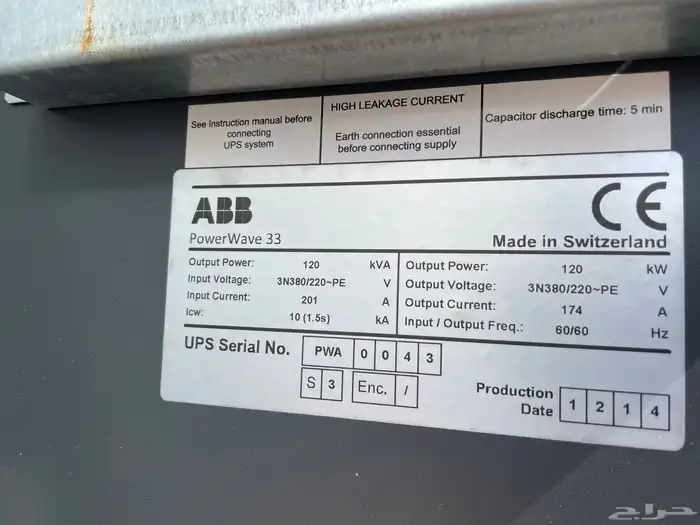 See Instruction manual before
connecting
UPS system
HIGH LEAKAGE CURRENT
Earth connection essential
before connecting supply
Capacitor discharge time: 5 min
ABB
CE
PowerWave 33
Made in Switzerland
Output Power: 120 kVA
Input Voltage: 3N380/220~PE V
Input Current: 201 A
Icw: 10 (1.5s) kA
Output Power: 120 kW
Output Voltage: 3N380/220~PE V
Output Current: 174 A
Input / Output Freq.: 60/60 Hz
UPS Serial No. PWA 0 0 4 3
S 3 Enc. /
Production
Date 1 2 1 4
حراج